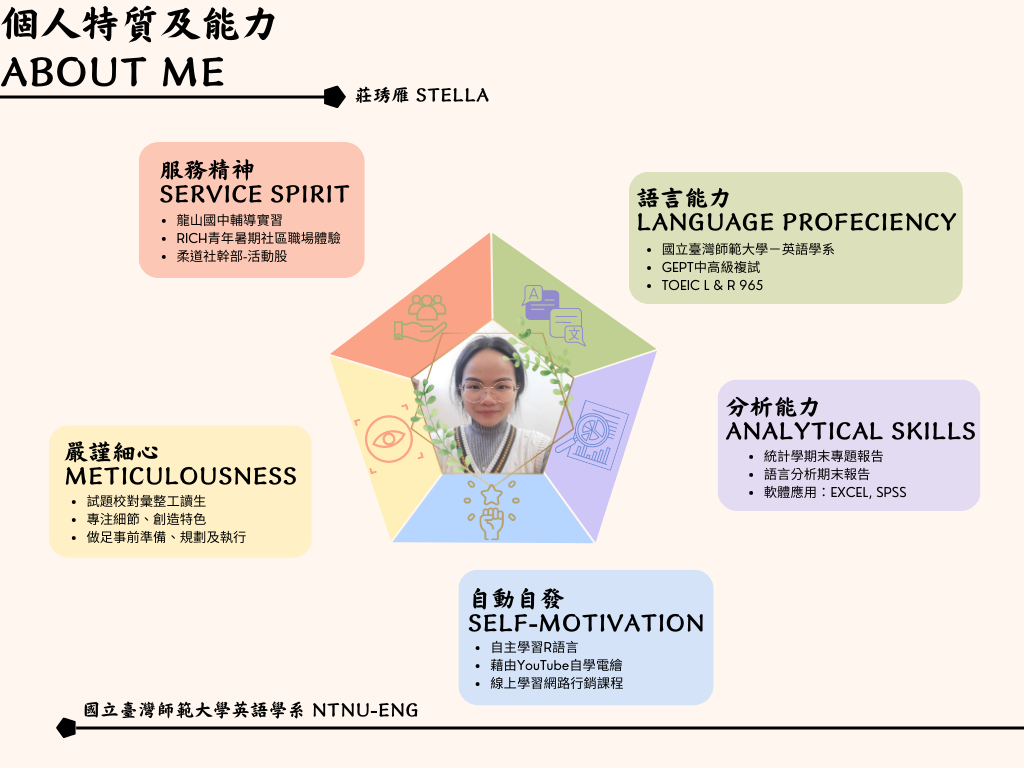 個人特質及能力
ABOUT ME
莊琇雁 STELLA
服務精神
SERVICE SPIRIT
• 龍山國中輔導實習
• RICH青年暑期社區職場體驗
• 柔道社幹部-活動股
語言能力
LANGUAGE PROFECIENCY
• 國立臺灣師範大學－英語學系
• GEPT中高級複試
• TOEIC L & R 965
A
文
分析能力
ANALYTICAL SKILLS
• 統計學期末專題報告
• 語言分析期末報告
• 軟體應用：EXCEL, SPSS
嚴謹細心
METICULOUSNESS
• 試題校對彙整工讀生
• 專注細節、創造特色
• 做足事前準備、規劃及執行
自動自發
SELF-MOTIVATION
• 自主學習R語言
• 藉由YouTube自學電繪
• 線上學習網路行銷課程
國立臺灣師範大學英語學系 NTNU-ENG